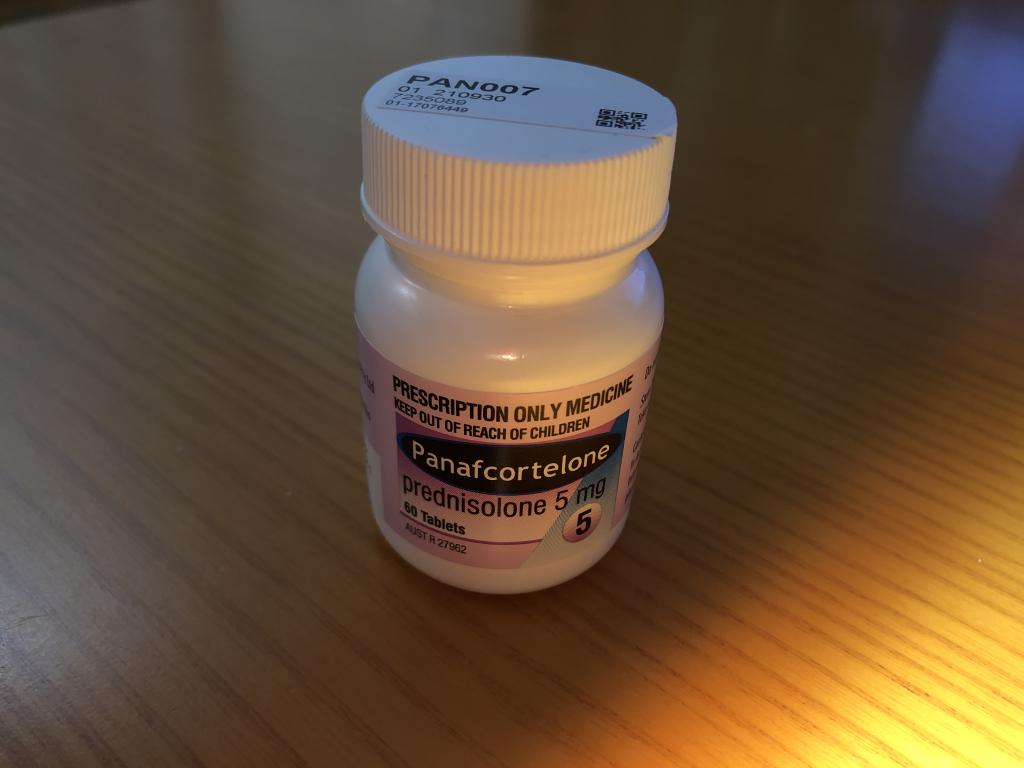 PAN007
01 210930
7235089
01-17076449
PRESCRIPTION ONLY MEDICINE
KEEP OUT OF REACH OF CHILDREN
Panafcortelone
prednisolone 5 mg
60 Tablets
5
AUST R 27962